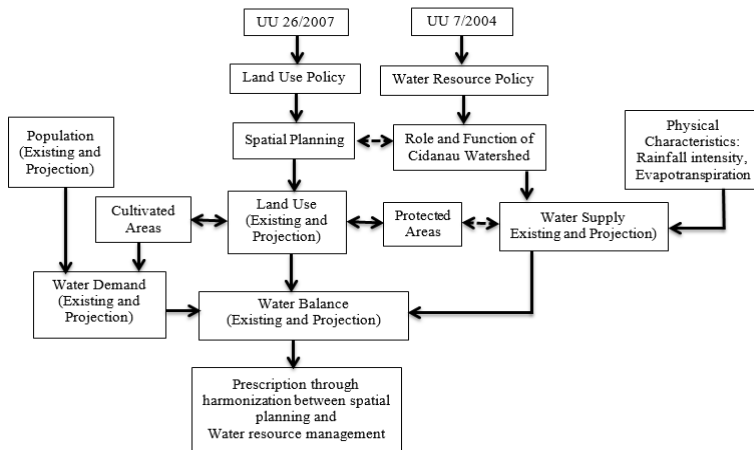 UU 26/2007
UU 7/2004
Land Use Policy
Water Resource Policy
Population
(Existing and
Projection)
Spatial Planning
Role and Function of
Cidanau Watershed
Physical
Characteristics:
Rainfall intensity,
Evapotranspiration
Cultivated
Areas
Land Use
(Existing and
Projection)
Protected
Areas
Water Supply
Existing and Projection)
Water Demand
(Existing and
Projection)
Water Balance
(Existing and Projection)
Prescription through
harmonization between spatial
planning and
Water resource management